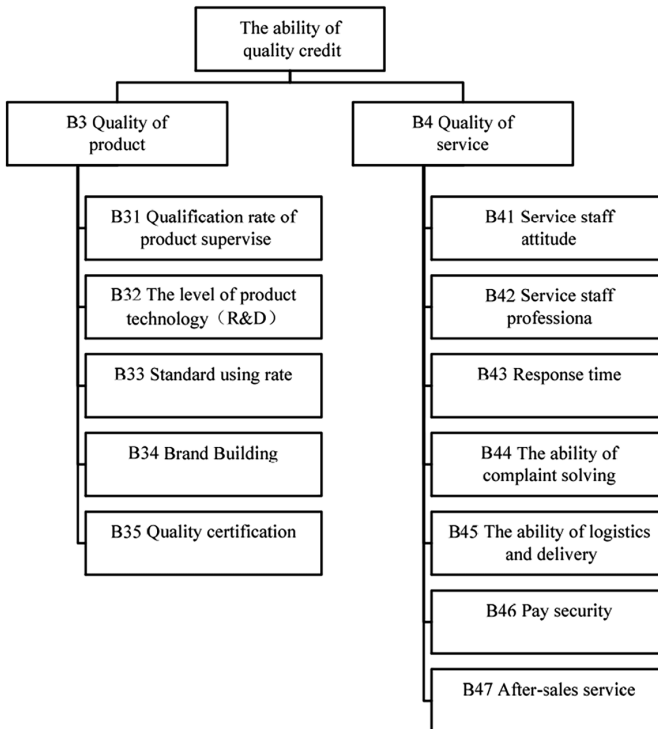 The ability of
quality credit
B3 Quality of
product
B4 Quality of
service
B31 Qualification rate of
product supervise
B32 The level of product
technology（R&D）
B33 Standard using rate
B34 Brand Building
B35 Quality certification
B41 Service staff
attitude
B42 Service staff
professiona
B43 Response time
B44 The ability of
complaint solving
B45 The ability of logistics
and delivery
B46 Pay security
B47 After-sales service